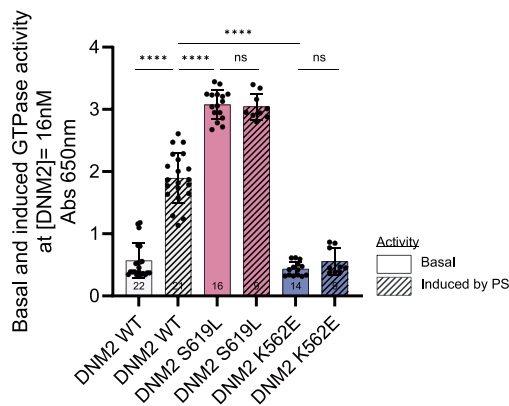 ****
**** **** ns ns
Basal and induced GTPase activity
at [DNM2]= 16nM
Abs 650nm
4
3
2
1
0
22 21 16 9 14
DNM2 WT
DNM2 WT
DNM2 S619L
DNM2 S619L
DNM2 K562E
DNM2 K562E
Activity
Basal
Induced by PS